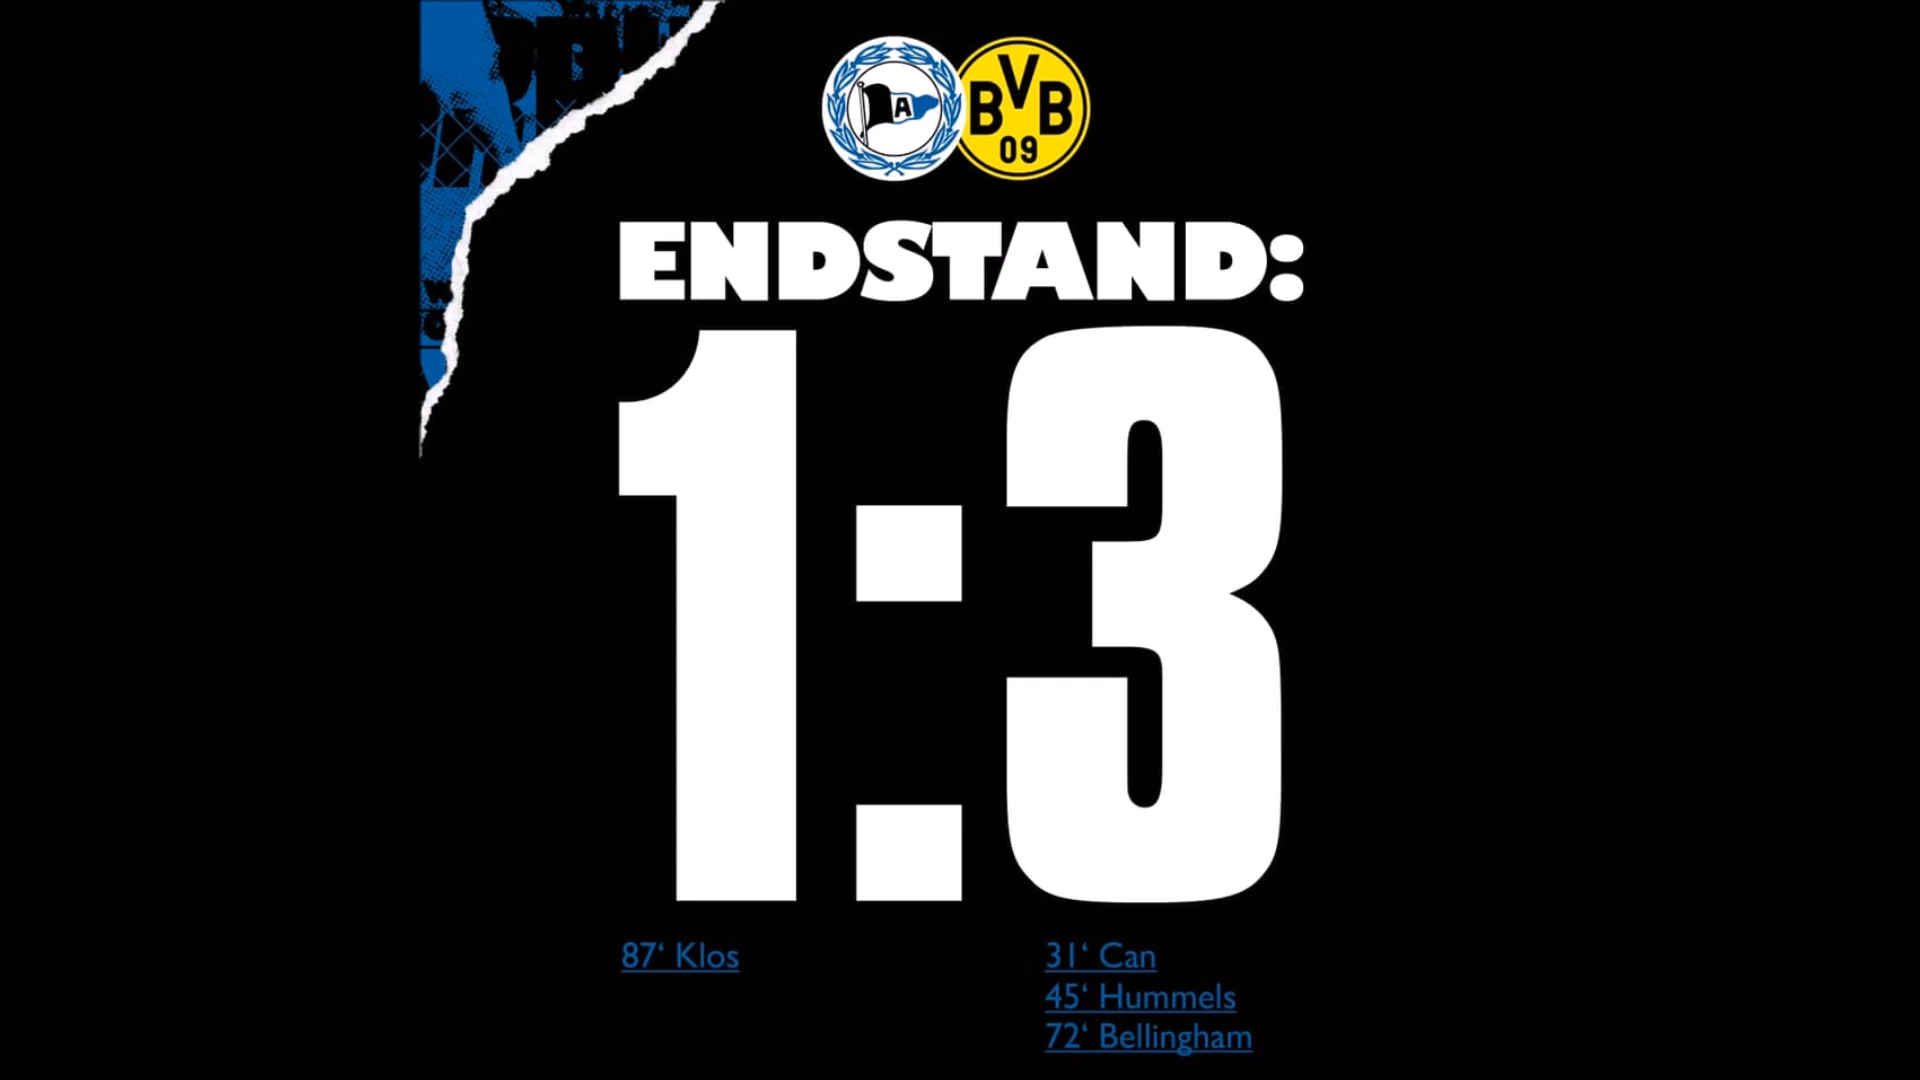 A
BVB
09
ENDSTAND:
1:3
87‘ Klos
31‘ Can
45‘ Hummels
72‘ Bellingham